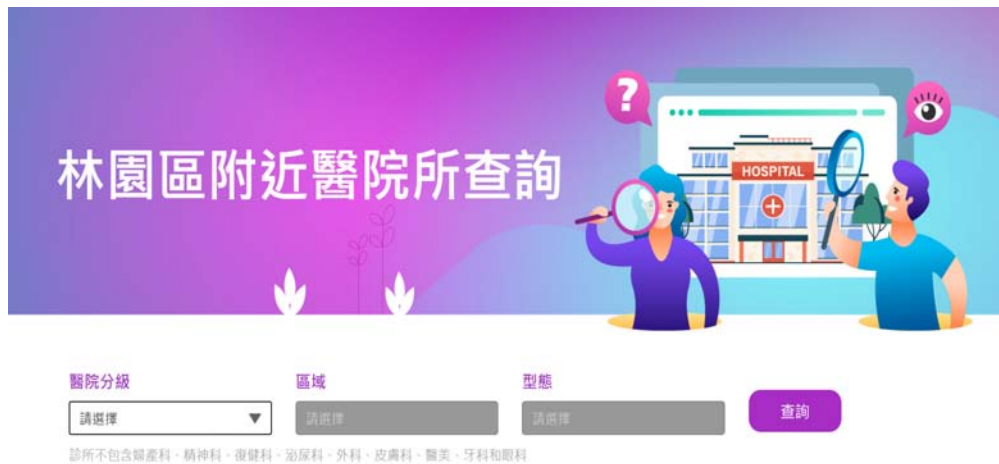 林園區附近醫院所查詢
?
HOSPITAL
醫院分級
區域
型態
請選擇
請選擇
請選擇
查詢
診所不包含婦產科、精神科、復健科、泌尿科、外科、皮膚科、醫美、牙科和眼科